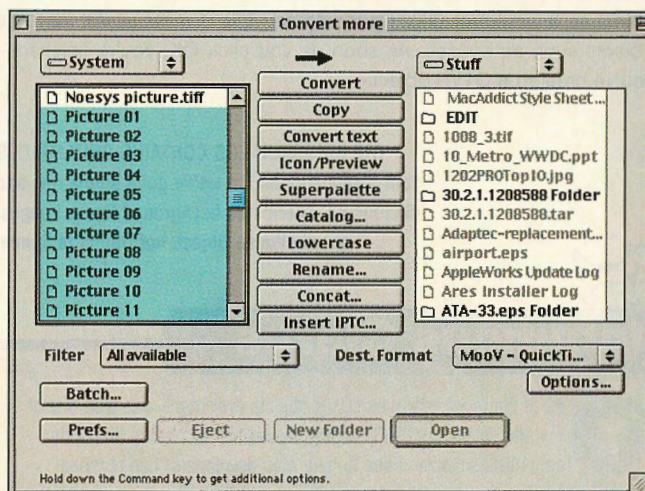 Convert more
System
Stuff
Noesys picture.tiff
Picture 01
Picture 02
Picture 03
Picture 04
Picture 05
Picture 06
Picture 07
Picture 08
Picture 09
Picture 10
Picture 11
Convert
Copy
Convert text
Icon/Preview
Superpalette
Catalog...
Lowercase
Rename...
Concat...
Insert IPTC...
MacAddict Style Sheet...
EDIT
1008_3.tif
10_Metro_WWDC.ppt
1202PROTop10.jpg
30.2.1.1208588 Folder
30.2.1.1208588.tar
Adaptec-replacement...
airport.eps
AppleWorks Update Log
Ares Installer Log
ATA-33.eps Folder
Filter
All available
Dest. Format
MooV - QuickTi...
Batch...
Options...
Prefs...
Eject
New Folder
Open
Hold down the Command key to get additional options.